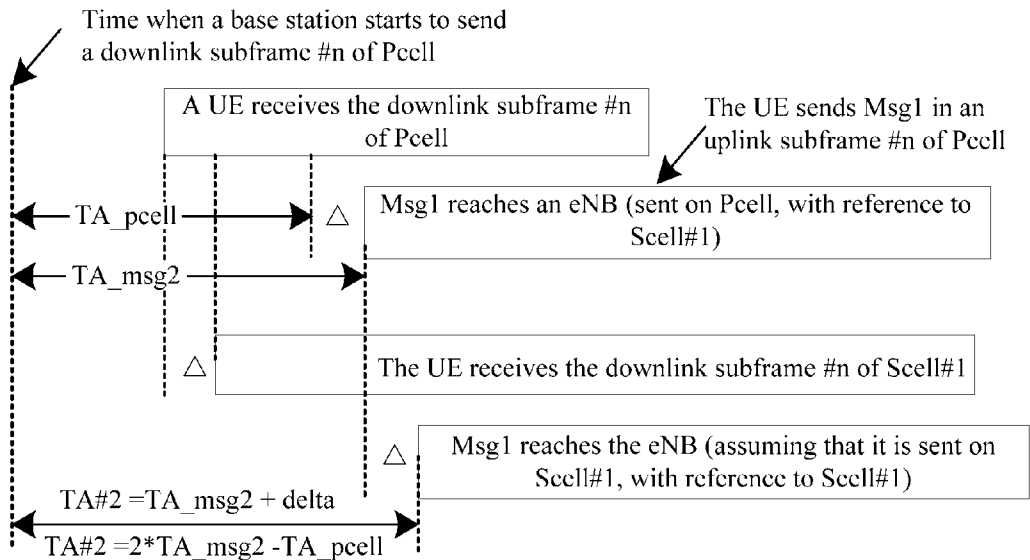 Time when a base station starts to send
a downlink subframe #n of Pcell
A UE receives the downlink subframe #n
of Pcell
The UE sends Msg1 in an
uplink subframe #n of Pcell
TA_pcell
△
Msg1 reaches an eNB (sent on Pcell, with reference to
Scell#1)
TA_msg2
△
The UE receives the downlink subframe #n of Scell#1
△
Msg1 reaches the eNB (assuming that it is sent on
Scell#1, with reference to Scell#1)
TA#2 =TA_msg2 + delta
TA#2 =2*TA_msg2 -TA_pcell